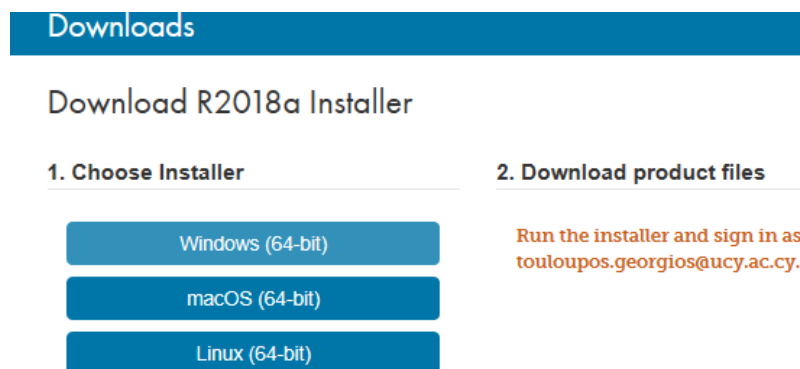 Downloads
Download R2018a Installer
1. Choose Installer
2. Download product files
Windows (64-bit)
macOS (64-bit)
Linux (64-bit)
Run the installer and sign in as
touloupos.georgios@ucy.ac.cy.